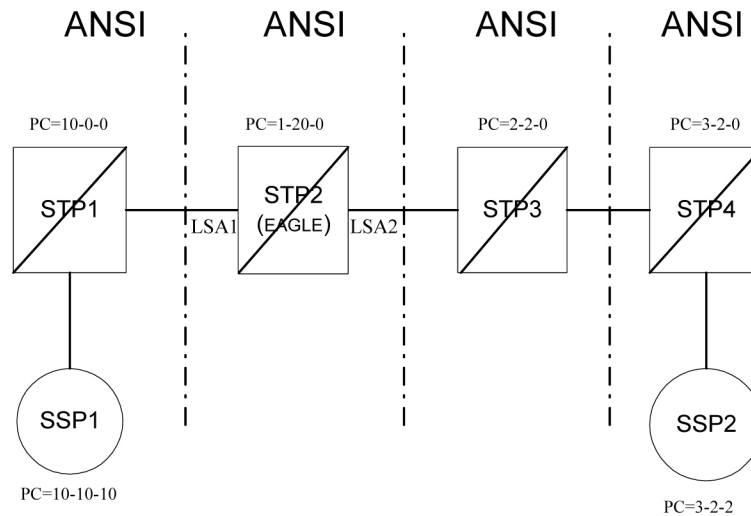 ANSI ANSI ANSI ANSI
PC=10-0-0 PC=1-20-0 PC=2-2-0 PC=3-2-0
STP1 STP2 STP3 STP4
LSA1 (EAGLE) LSA2
SSP1 SSP2
PC=10-10-10 PC=3-2-2